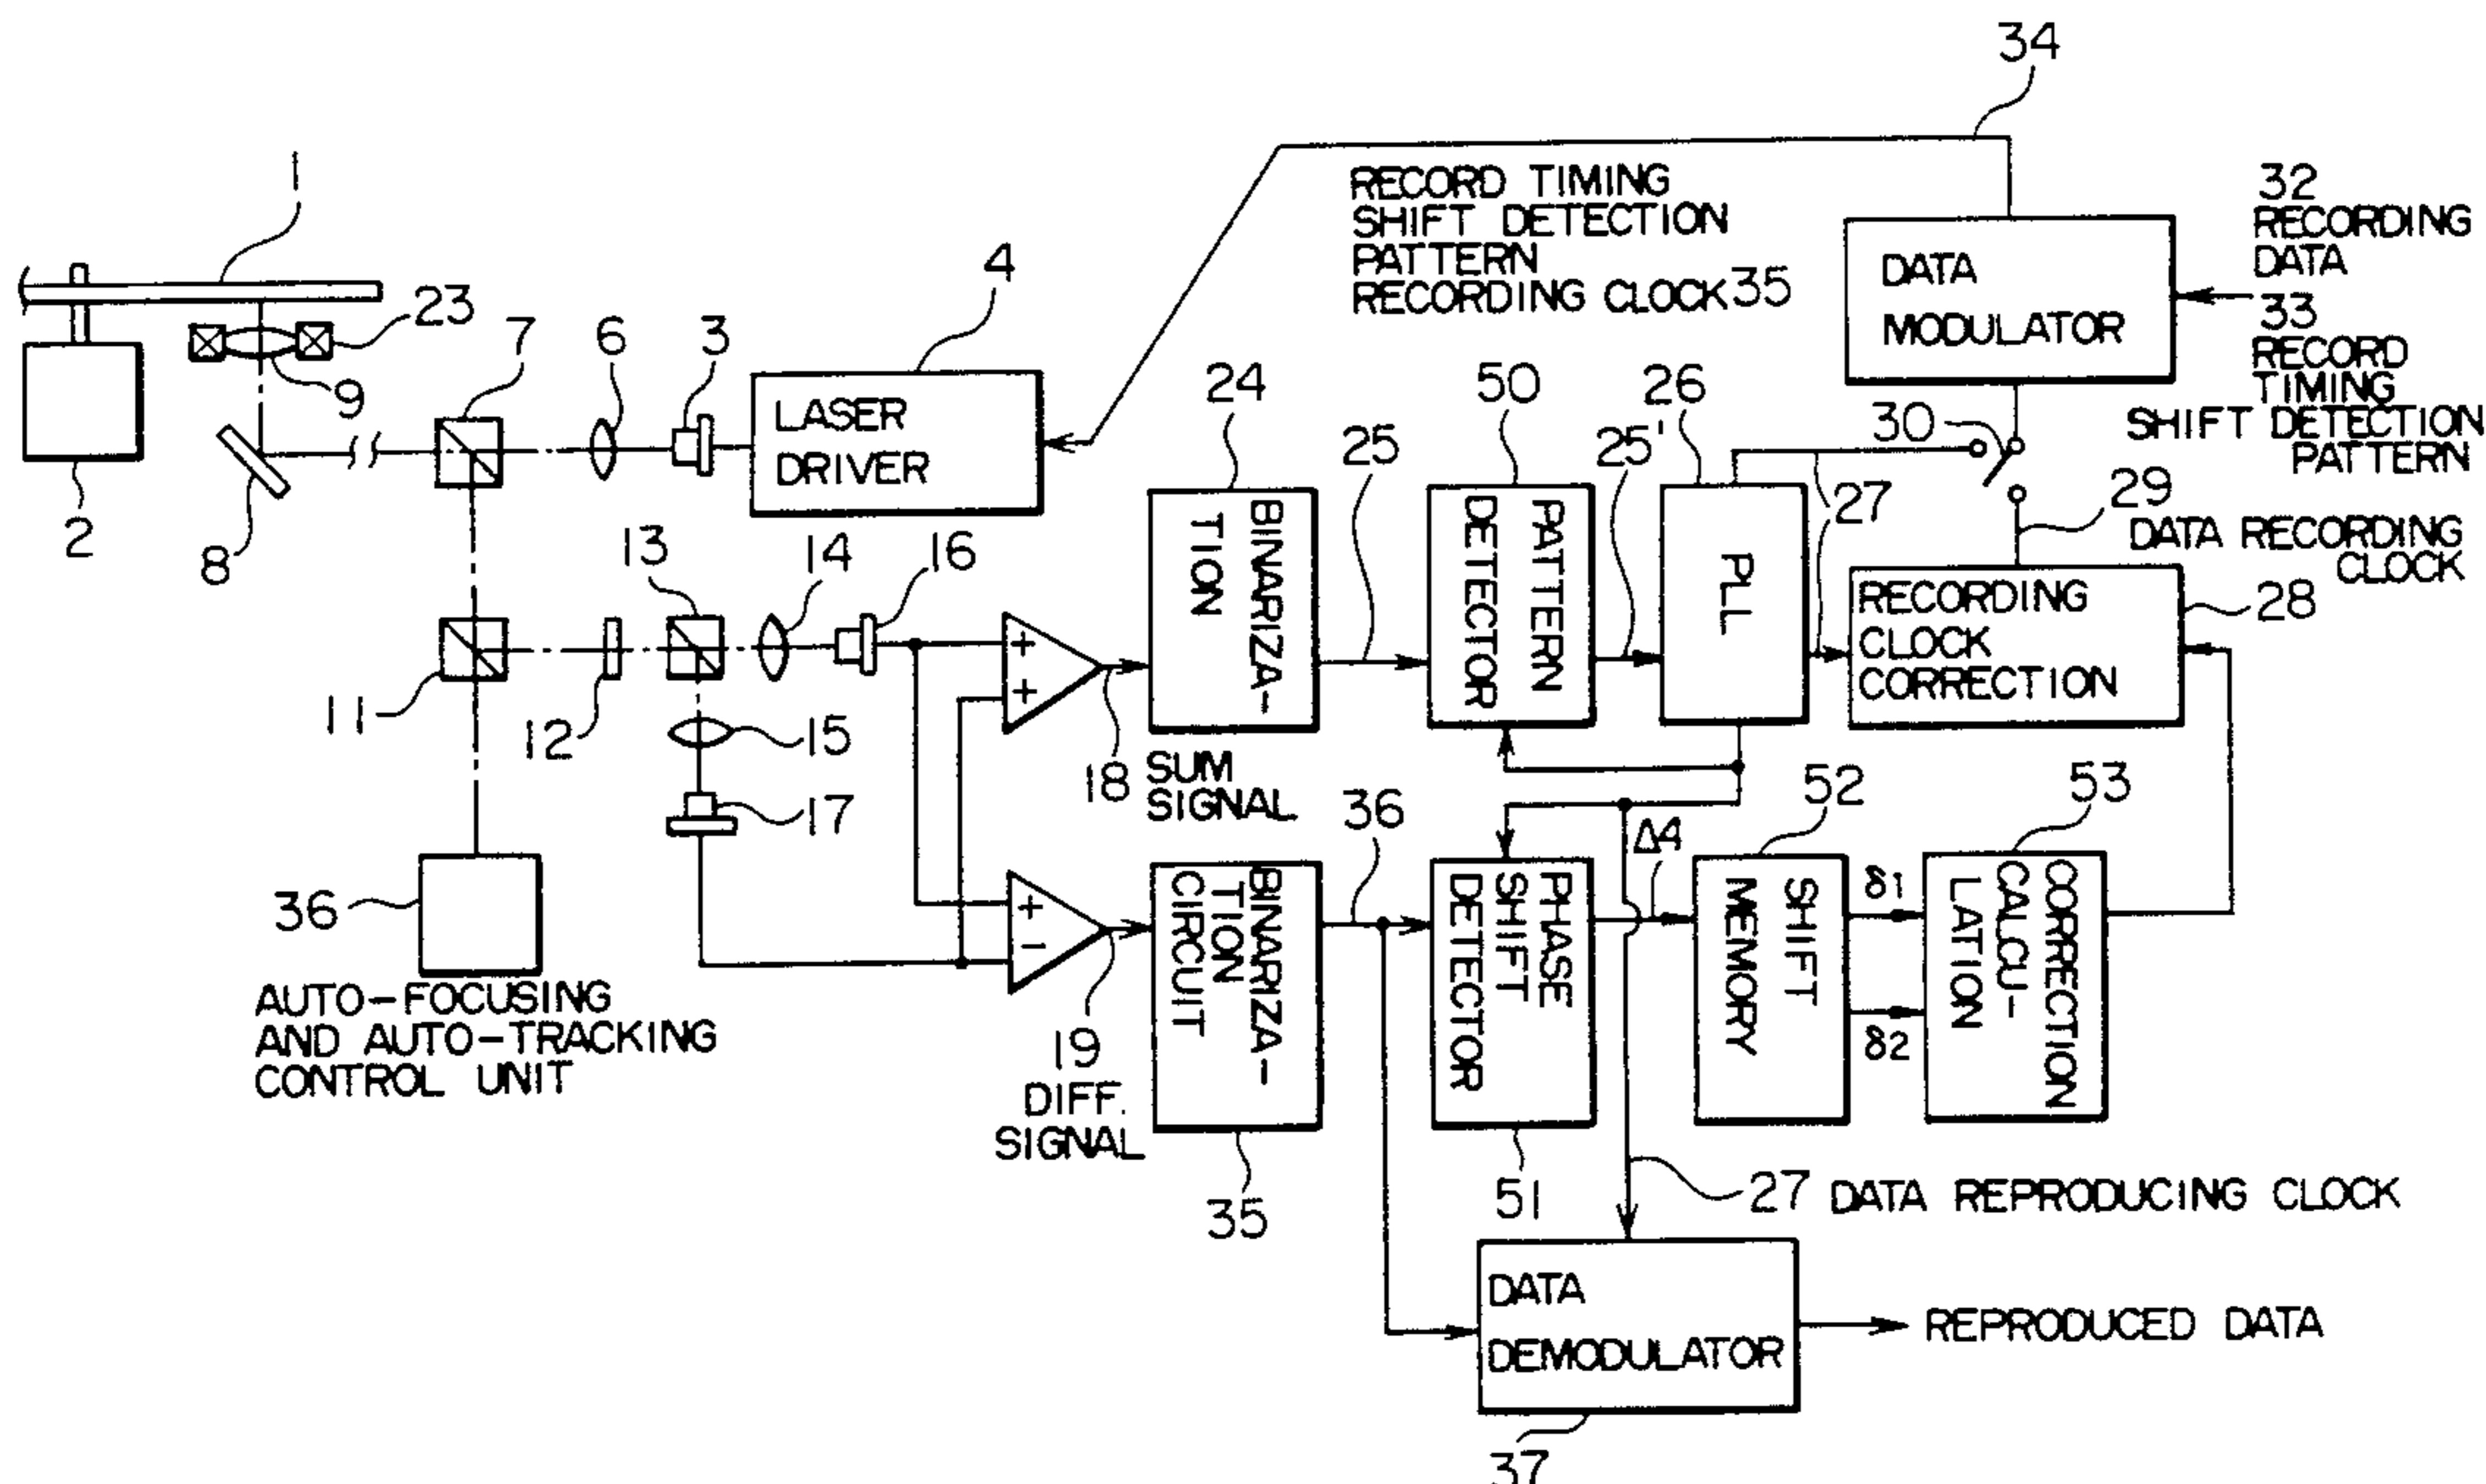 34
1
RECORD TIMING
SHIFT DETECTION
PATTERN
RECORDING CLOCK 35
32
RECORDING
DATA
DATA
MODULATOR
33
RECORD
TIMING
SHIFT DETECTION
PATTERN
4
23
7
6
3
9
LASER
DRIVER
24
50
26
30
25
25'
27
29
DATA RECORDING
CLOCK
2
8
13
14
16
BINARIZA-
TION
PATTERN
DETECTOR
PLL
RECORDING
CLOCK
CORRECTION
28
11
12
15
17
+
+
18
SUM
SIGNAL
36
52
53
Δ4
36
AUTO-FOCUSING
AND AUTO-TRACKING
CONTROL UNIT
+
−
19
DIFF.
SIGNAL
BINARIZA-
TION
CIRCUIT
35
PHASE
SHIFT
DETECTOR
51
SHIFT
MEMORY
δ1
δ2
CORRECTION
CALCU-
LATION
27 DATA REPRODUCING CLOCK
DATA
DEMODULATOR
REPRODUCED DATA
37